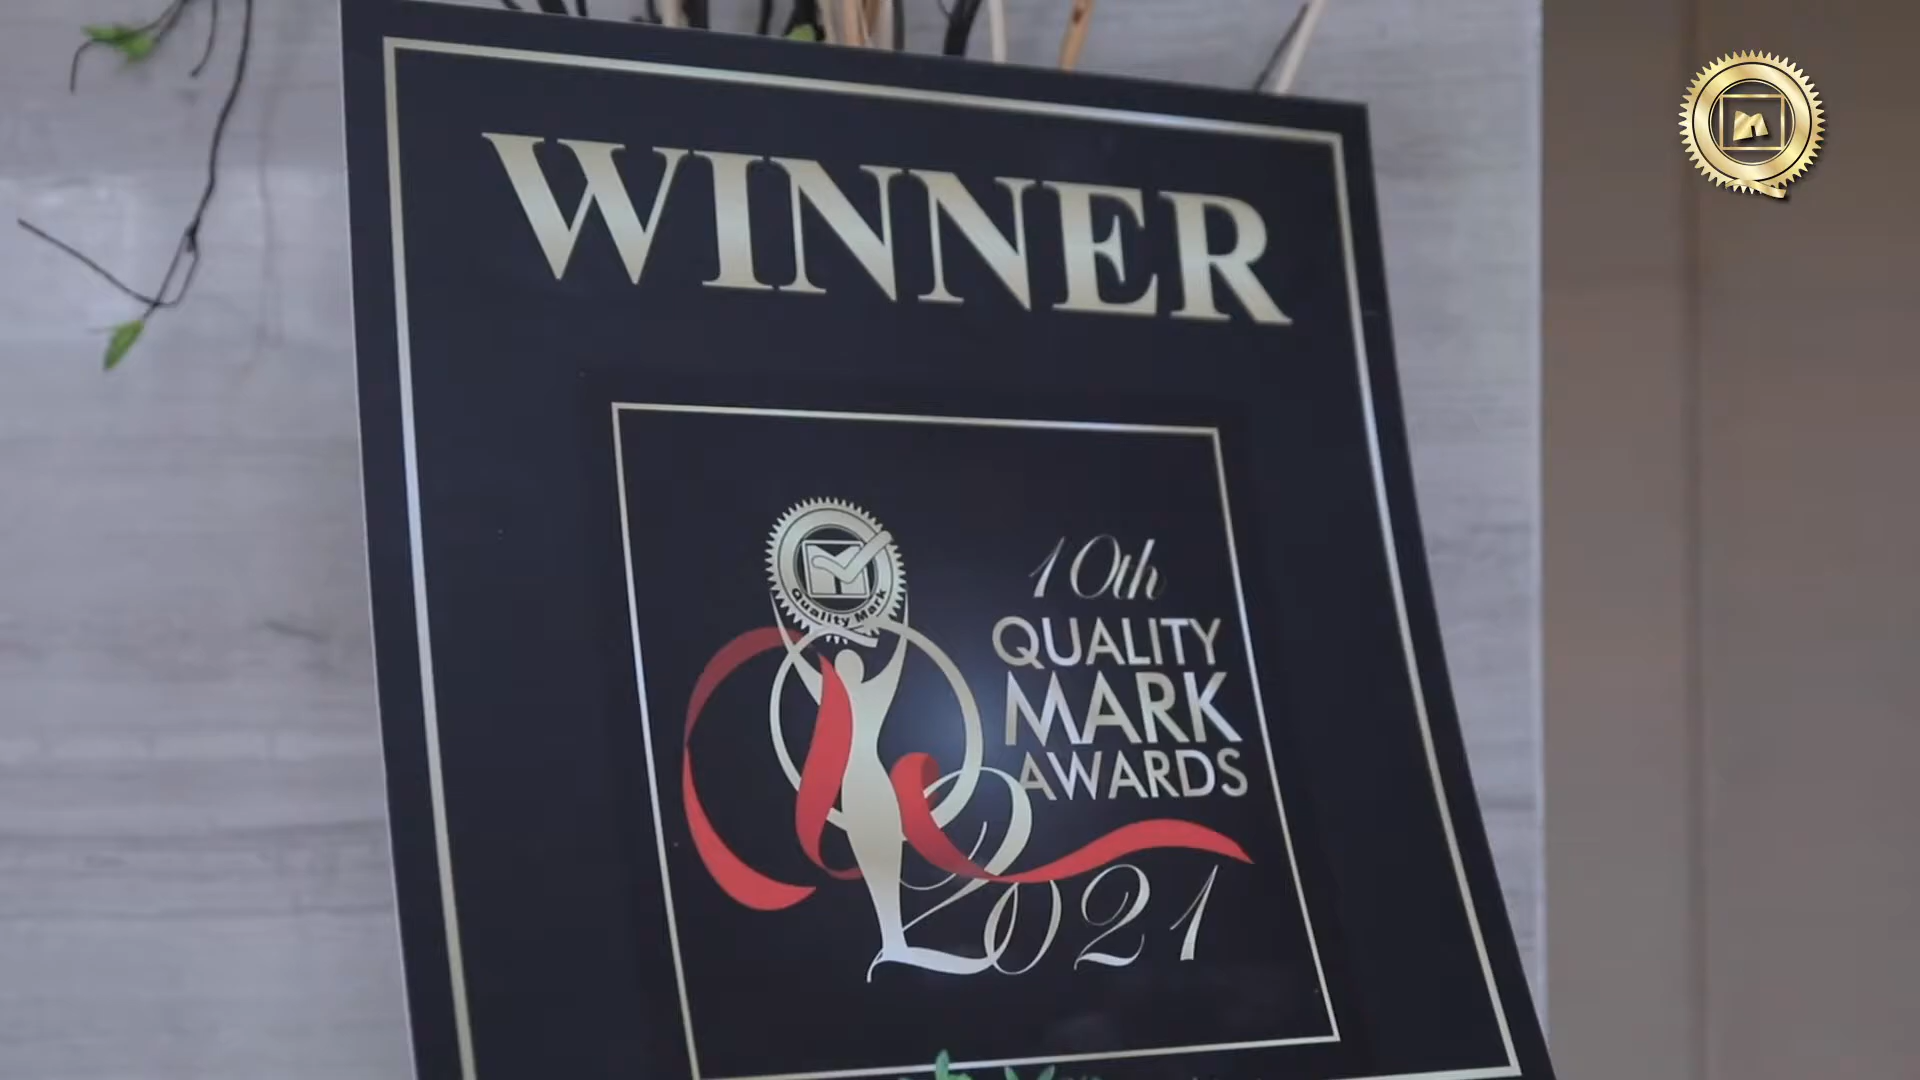 WINNER
Quality Mark
10th
QUALITY
MARK
AWARDS
2021